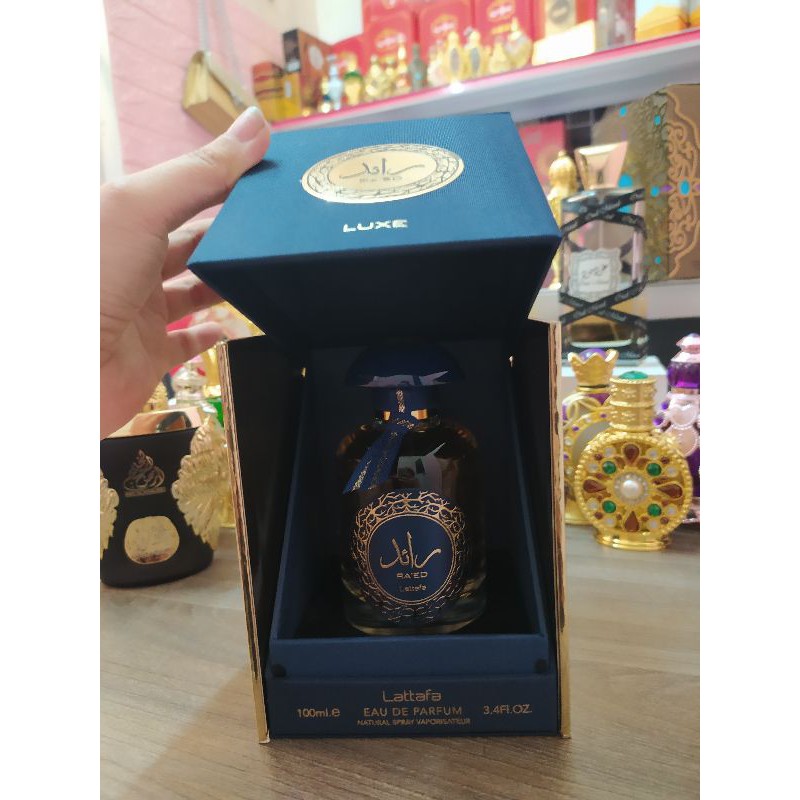 رائد
RA'ED
LUXE
رائد
RA'ED
Lattafa
Lattafa
100ml.e
EAU DE PARFUM
3.4Fl.OZ.
NATURAL SPRAY VAPORISATEUR